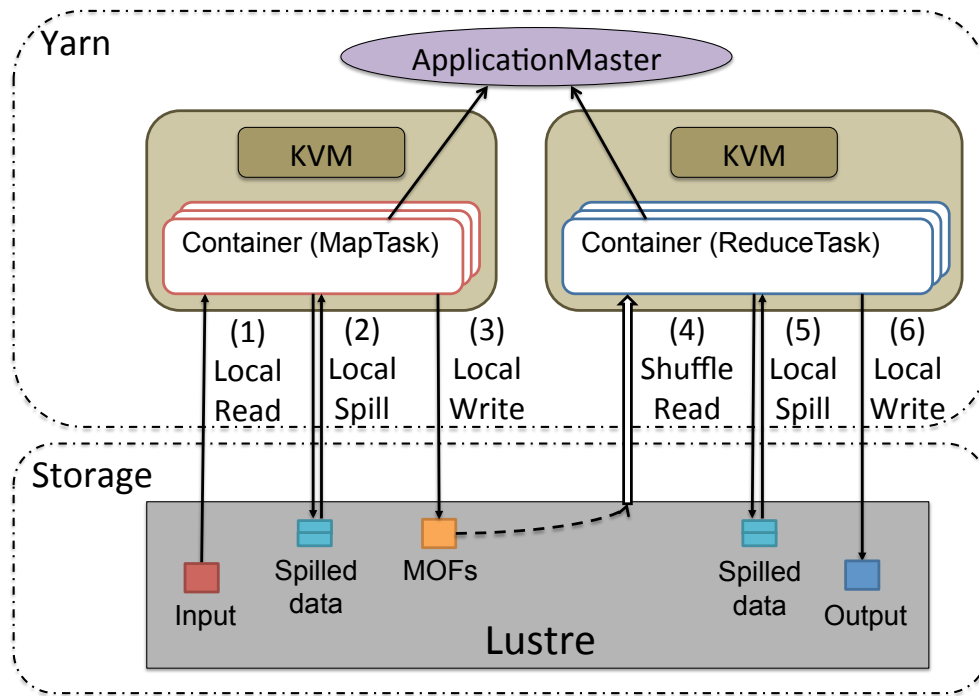 Yarn
ApplicationMaster
KVM
KVM
Container (MapTask)
Container (ReduceTask)
(1)
Local
Read
(2)
Local
Spill
(3)
Local
Write
(4)
Shuffle
Read
(5)
Local
Spill
(6)
Local
Write
Storage
Input
Spilled
data
MOFs
Spilled
data
Output
Lustre